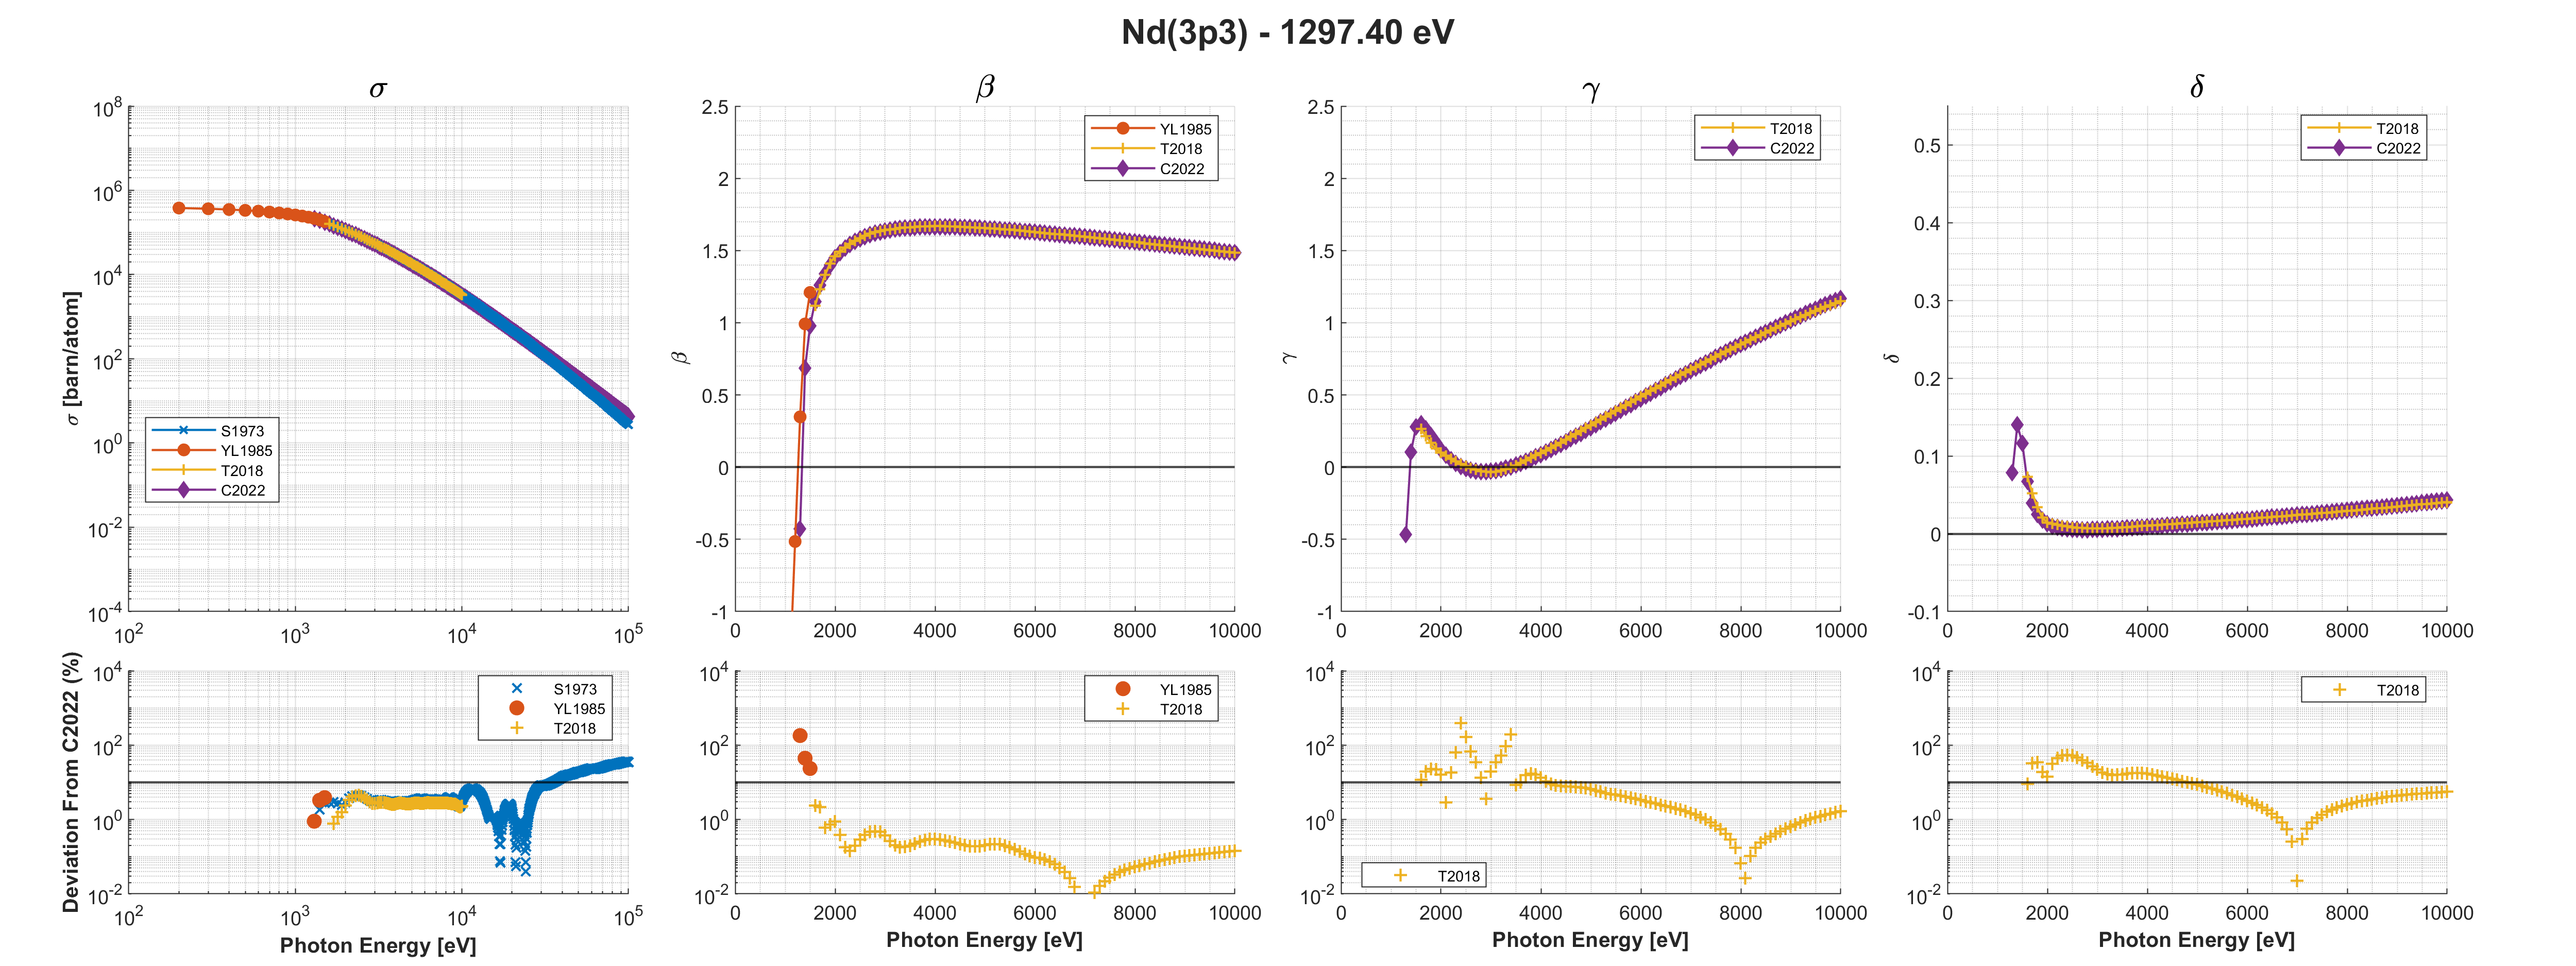 Nd(3p3) - 1297.40 eV
σ
β
γ
δ
10^8
10^6
10^4
10^2
10^0
10^-2
10^-4
10^2
10^3
10^4
10^5
σ [barn/atom]
S1973
YL1985
T2018
C2022
2.5
2
1.5
1
0.5
0
-0.5
-1
0
2000
4000
6000
8000
10000
β
YL1985
T2018
C2022
2.5
2
1.5
1
0.5
0
-0.5
-1
0
2000
4000
6000
8000
10000
γ
T2018
C2022
0.5
0.4
0.3
0.2
0.1
0
-0.1
0
2000
4000
6000
8000
10000
δ
T2018
C2022
Deviation From C2022 (%)
10^4
10^2
10^0
10^-2
10^2
10^3
10^4
10^5
Photon Energy [eV]
S1973
YL1985
T2018
10^4
10^2
10^0
10^-2
0
2000
4000
6000
8000
10000
Photon Energy [eV]
YL1985
T2018
10^4
10^2
10^0
10^-2
0
2000
4000
6000
8000
10000
Photon Energy [eV]
T2018
10^4
10^2
10^0
10^-2
0
2000
4000
6000
8000
10000
Photon Energy [eV]
T2018